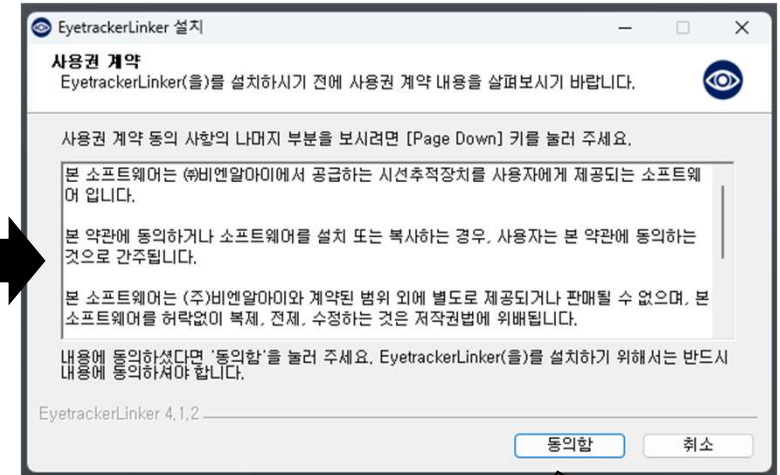 EyetrackerLinker 설치
사용권 계약
EyetrackerLinker(을)를 설치하시기 전에 사용권 계약 내용을 살펴보시기 바랍니다.
사용권 계약 동의 사항의 나머지 부분을 보시려면 [Page Down] 키를 눌러 주세요.
본 소프트웨어는 ㈜비엔알아이에서 공급하는 시선추적장치를 사용자에게 제공되는 소프트웨
어 입니다.
본 약관에 동의하거나 소프트웨어를 설치 또는 복사하는 경우, 사용자는 본 약관에 동의하는
것으로 간주됩니다.
본 소프트웨어는 (주)비엔알아이와 계약된 범위 외에 별도로 제공되거나 판매될 수 없으며, 본
소프트웨어를 허락없이 복제, 전제, 수정하는 것은 저작권법에 위배됩니다.
내용에 동의하셨다면 '동의함'을 눌러 주세요. EyetrackerLinker(을)를 설치하기 위해서는 반드시
내용에 동의하셔야 합니다.
EyetrackerLinker 4.1.2
동의함 취소